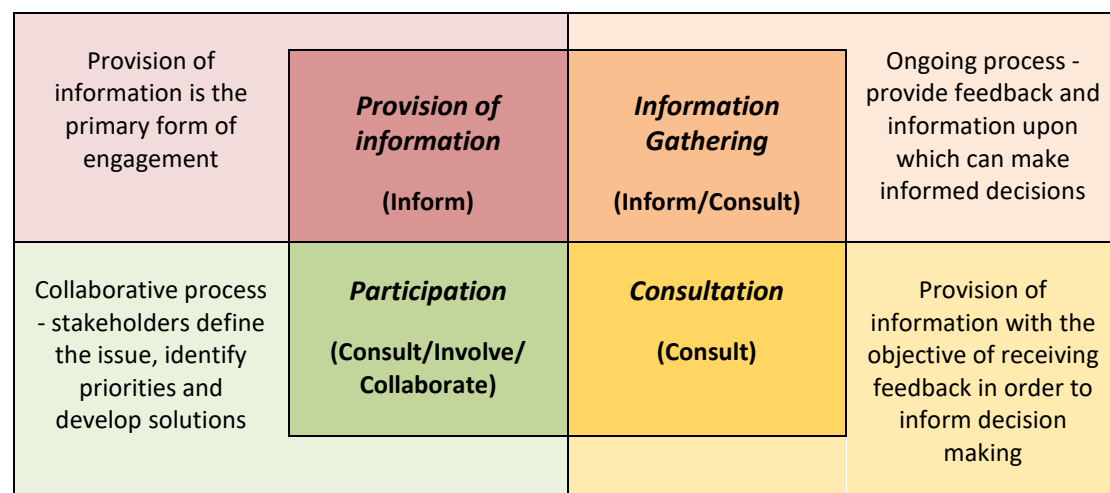 Provision of
information is the
primary form of
engagement
Provision of
information
(Inform)
Information
Gathering
(Inform/Consult)
Ongoing process -
provide feedback and
information upon
which can make
informed decisions
Collaborative process
- stakeholders define
the issue, identify
priorities and
develop solutions
Participation
(Consult/Involve/
Collaborate)
Consultation
(Consult)
Provision of
information with the
objective of receiving
feedback in order to
inform decision
making